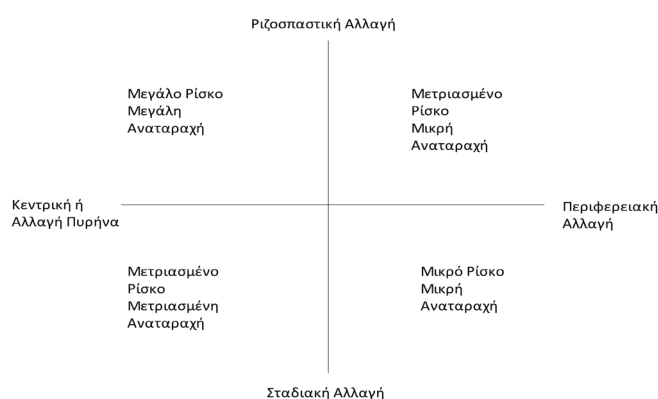 Ριζοσπαστική Αλλαγή
Μεγάλο Ρίσκο
Μεγάλη
Αναταραχή
Μετριασμένο
Ρίσκο
Μικρή
Αναταραχή
Κεντρική ή
Αλλαγή Πυρήνα
Περιφερειακή
Αλλαγή
Μετριασμένο
Ρίσκο
Μετριασμένη
Αναταραχή
Μικρό Ρίσκο
Μικρή
Αναταραχή
Σταδιακή Αλλαγή